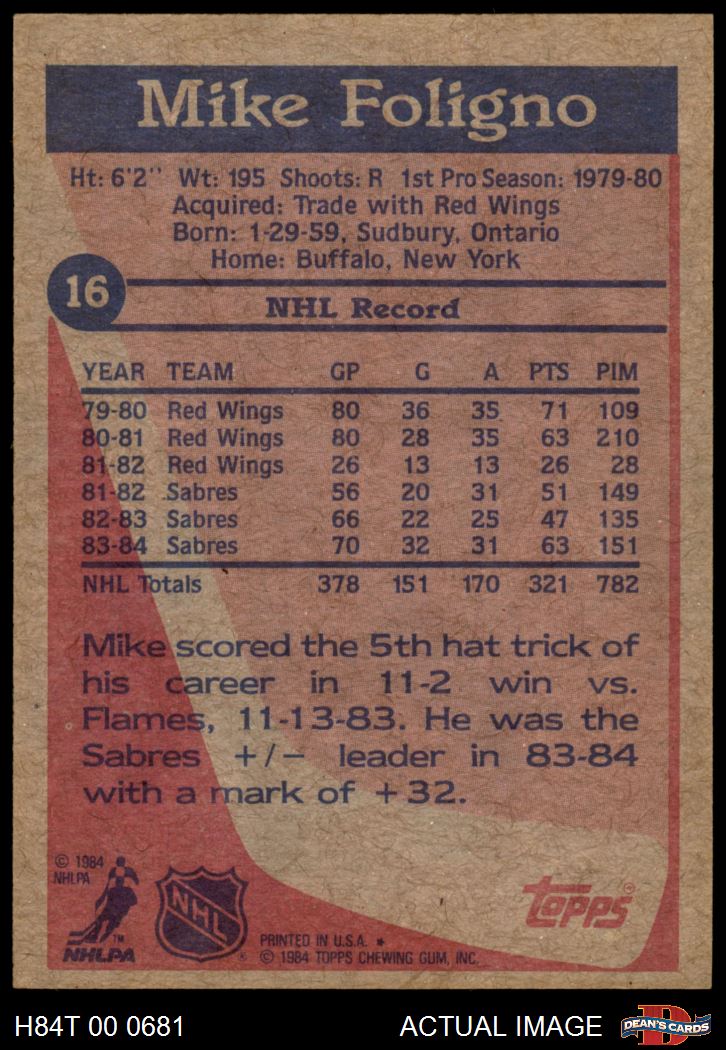 Mike Foligno
Ht: 6'2" Wt: 195 Shoots: R 1st Pro Season: 1979-80
Acquired: Trade with Red Wings
Born: 1-29-59, Sudbury, Ontario
Home: Buffalo, New York
16
NHL Record
YEAR TEAM GP G A PTS PIM
79-80 Red Wings 80 36 35 71 109
80-81 Red Wings 80 28 35 63 210
81-82 Red Wings 26 13 13 26 28
81-82 Sabres 56 20 31 51 149
82-83 Sabres 66 22 25 47 135
83-84 Sabres 70 32 31 63 151
NHL Totals 378 151 170 321 782
Mike scored the 5th hat trick of
his career in 11-2 win vs.
Flames, 11-13-83. He was the
Sabres +/− leader in 83-84
with a mark of +32.
© 1984
NHLPA
NHL
TM
NHLPA
®
topps®
PRINTED IN U.S.A. *
© 1984 TOPPS CHEWING GUM, INC.
H84T 00 0681 ACTUAL IMAGE
D
DEAN'S CARDS